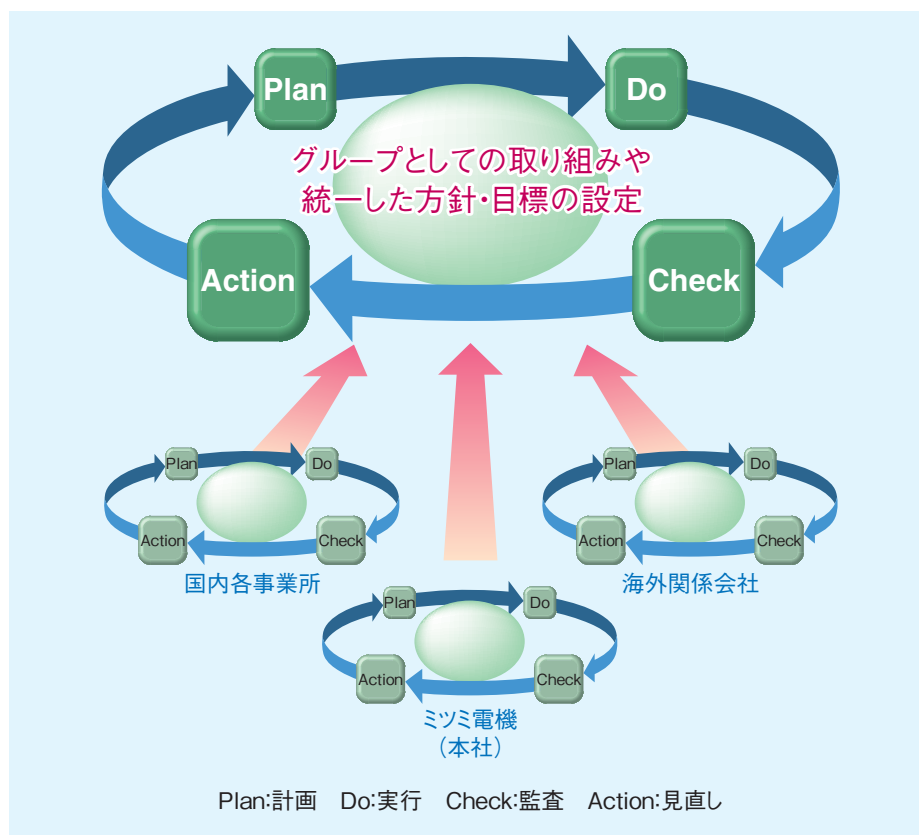 Plan
Do
グループとしての取り組みや
統一した方針・目標の設定
Action
Check
Plan
Do
Action
Check
国内各事業所
Plan
Do
Action
Check
海外関係会社
Plan
Do
Action
Check
ミツミ電機
(本社)
Plan:計画 Do:実行 Check:監査 Action:見直し